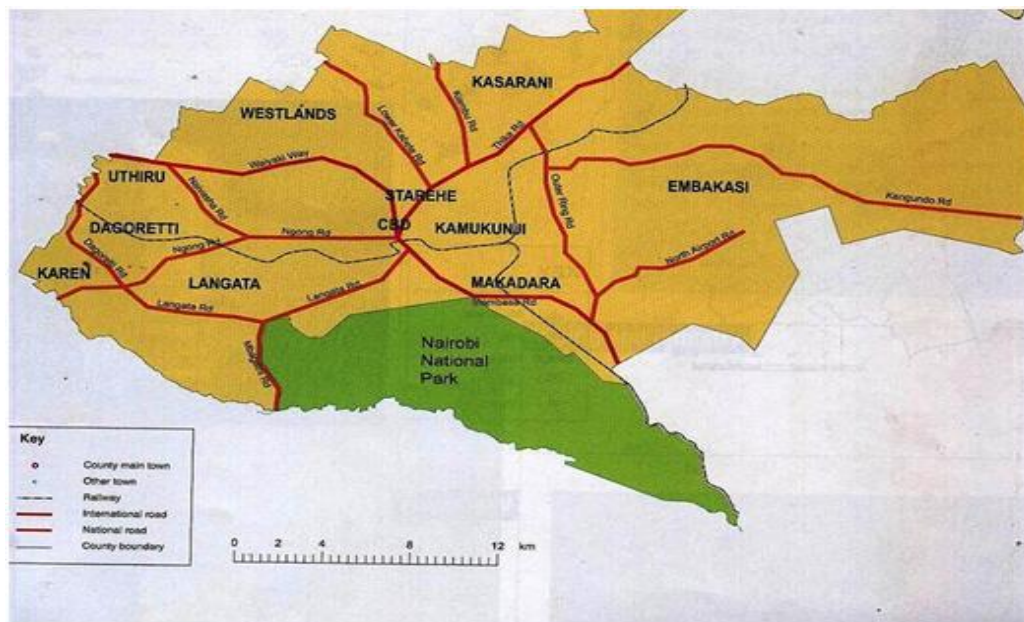 KASARANI
WESTLANDS
Kiambu Rd
Lower Kabete Rd
Thika Rd
Waiyaki Way
UTHIRU
Naivasha Rd
STAREHE
EMBAKASI
Outer Ring Rd
Kangundo Rd
DAGORETTI
CBD
KAMUKUNJI
Ngong Rd
Ngong Rd
North Airport Rd
Dagoretti Rd
KAREN
LANGATA
MAKADARA
Langata Rd
Langata Rd
Mombasa Rd
Magadi Rd
Nairobi
National
Park
Key
County main town
Other town
Railway
International road
National road
County boundary
0 4 8 12 km